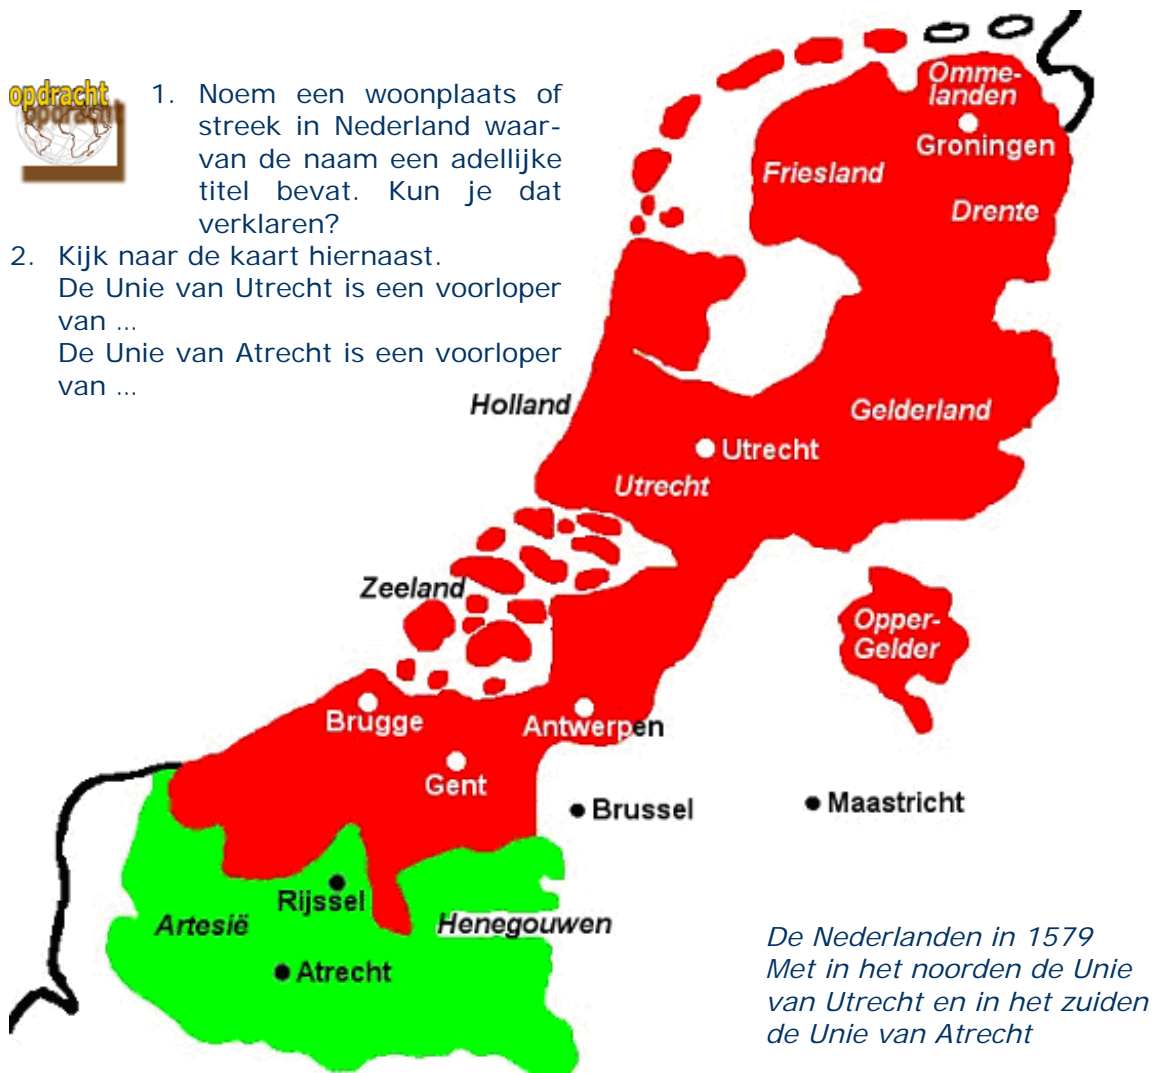 opdracht
opdracht
1. Noem een woonplaats of
streek in Nederland waar-
van de naam een adellijke
titel bevat. Kun je dat
verklaren?
2. Kijk naar de kaart hiernaast.
De Unie van Utrecht is een voorloper
van ...
De Unie van Atrecht is een voorloper
van ...
Omme-
landen
Groningen
Friesland
Drente
Holland
Gelderland
Utrecht
Utrecht
Zeeland
Opper-
Gelder
Brugge
Antwerpen
Gent
Brussel
Maastricht
Rijssel
Artesië
Henegouwen
Atrecht
De Nederlanden in 1579
Met in het noorden de Unie
van Utrecht en in het zuiden
de Unie van Atrecht